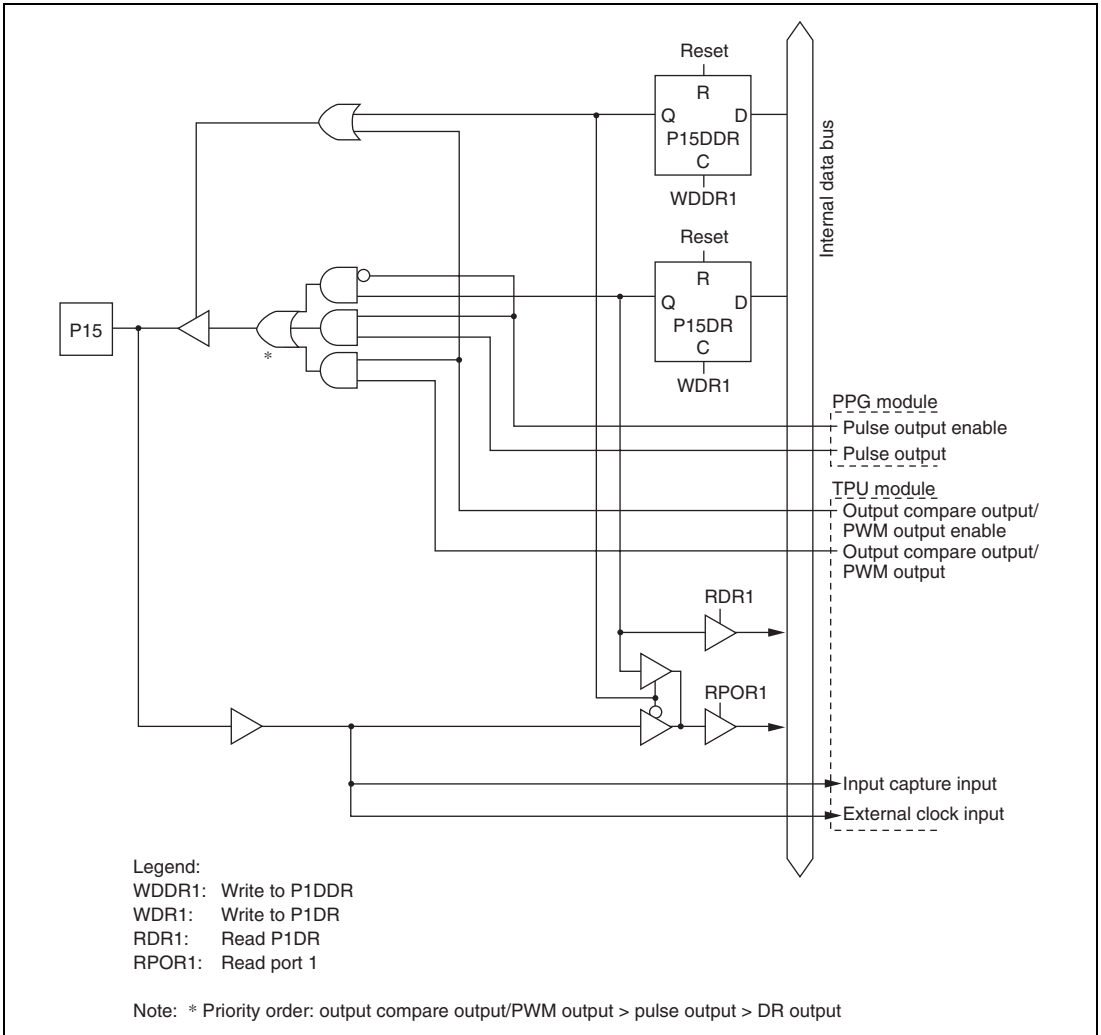 Reset
R
Q D
P15DDR
C
WDDR1
Internal data bus
Reset
R
Q D
P15DR
C
WDR1
P15
*
PPG module
Pulse output enable
Pulse output
TPU module
Output compare output/
PWM output enable
Output compare output/
PWM output
RDR1
RPOR1
Input capture input
External clock input
Legend:
WDDR1: Write to P1DDR
WDR1: Write to P1DR
RDR1: Read P1DR
RPOR1: Read port 1
Note: * Priority order: output compare output/PWM output > pulse output > DR output